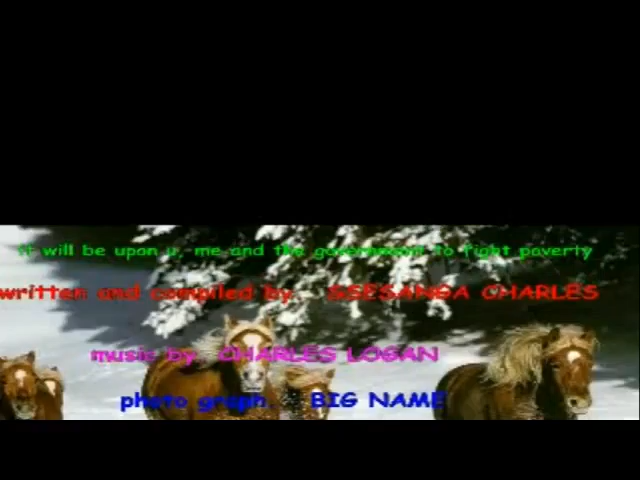 it will be upon u, me and the government to fight poverty
written and compiled by. SSESANGA CHARLES
music by. CHARLES LOGAN
photo graph. BIG NAME